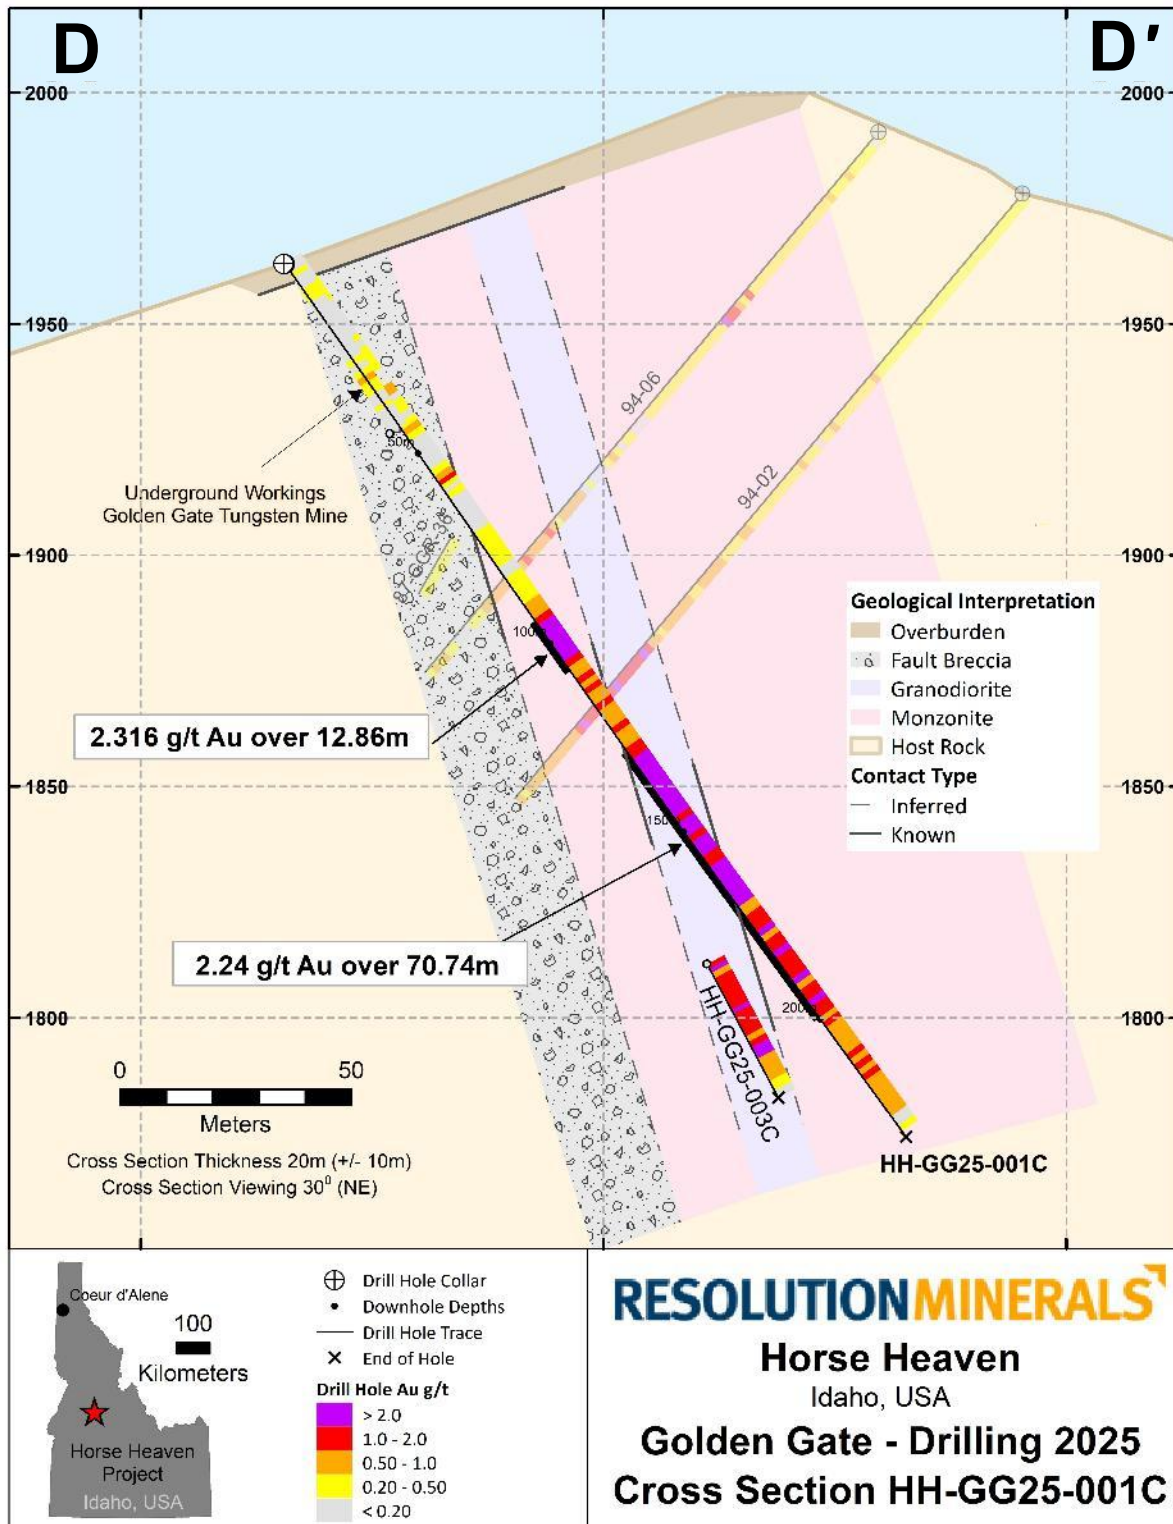 D
D'
2000
2000
1950
1950
94-06
94-02
50m
Underground Workings
Golden Gate Tungsten Mine
1900
1900
Geological Interpretation
Overburden
Fault Breccia
Granodiorite
Monzonite
Host Rock
Contact Type
Inferred
Known
2.316 g/t Au over 12.86m
1850
1850
2.24 g/t Au over 70.74m
1800
1800
HH-GG25-003C
HH-GG25-001C
0 50
Meters
Cross Section Thickness 20m (+/- 10m)
Cross Section Viewing 30⁰ (NE)
Coeur d'Alene
100
Kilometers
Horse Heaven
Project
Idaho, USA
Drill Hole Collar
Downhole Depths
Drill Hole Trace
End of Hole
Drill Hole Au g/t
> 2.0
1.0 - 2.0
0.50 - 1.0
0.20 - 0.50
< 0.20
RESOLUTIONMINERALS
Horse Heaven
Idaho, USA
Golden Gate - Drilling 2025
Cross Section HH-GG25-001C